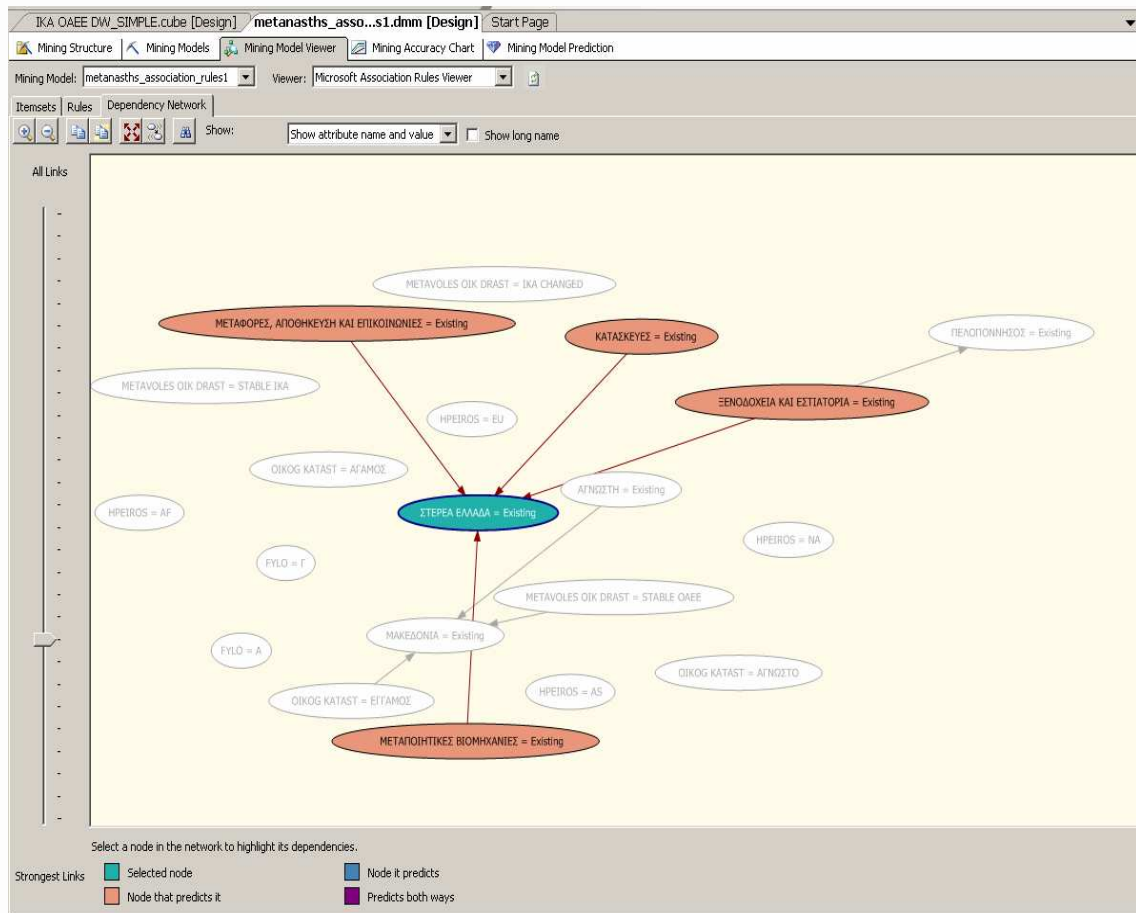 IKA OAEE DW_SIMPLE.cube [Design] metanasths_asso...s1.dmm [Design] Start Page
Mining Structure Mining Models Mining Model Viewer Mining Accuracy Chart Mining Model Prediction
Mining Model: metanasths_association_rules1 Viewer: Microsoft Association Rules Viewer
Itemsets Rules Dependency Network
Show: Show attribute name and value Show long name
All Links
METAVOLES OIK DRAST = IKA CHANGED
ΜΕΤΑΦΟΡΕΣ, ΑΠΟΘΗΚΕΥΣΗ ΚΑΙ ΕΠΙΚΟΙΝΩΝΙΕΣ = Existing
ΚΑΤΑΣΚΕΥΕΣ = Existing
ΠΕΛΟΠΟΝΝΗΣΟΣ = Existing
METAVOLES OIK DRAST = STABLE IKA
ΞΕΝΟΔΟΧΕΙΑ ΚΑΙ ΕΣΤΙΑΤΟΡΙΑ = Existing
HPEIROS = EU
OIKOG KATAST = ΑΓΑΜΟΣ
ΑΓΝΩΣΤΗ = Existing
HPEIROS = AF
ΣΤΕΡΕΑ ΕΛΛΑΔΑ = Existing
HPEIROS = NA
FYLO = Γ
METAVOLES OIK DRAST = STABLE OAEE
ΜΑΚΕΔΟΝΙΑ = Existing
FYLO = Α
OIKOG KATAST = ΑΓΝΩΣΤΟ
HPEIROS = AS
OIKOG KATAST = ΕΓΓΑΜΟΣ
ΜΕΤΑΠΟΙΗΤΙΚΕΣ ΒΙΟΜΗΧΑΝΙΕΣ = Existing
Select a node in the network to highlight its dependencies.
Strongest Links
Selected node Node it predicts
Node that predicts it Predicts both ways